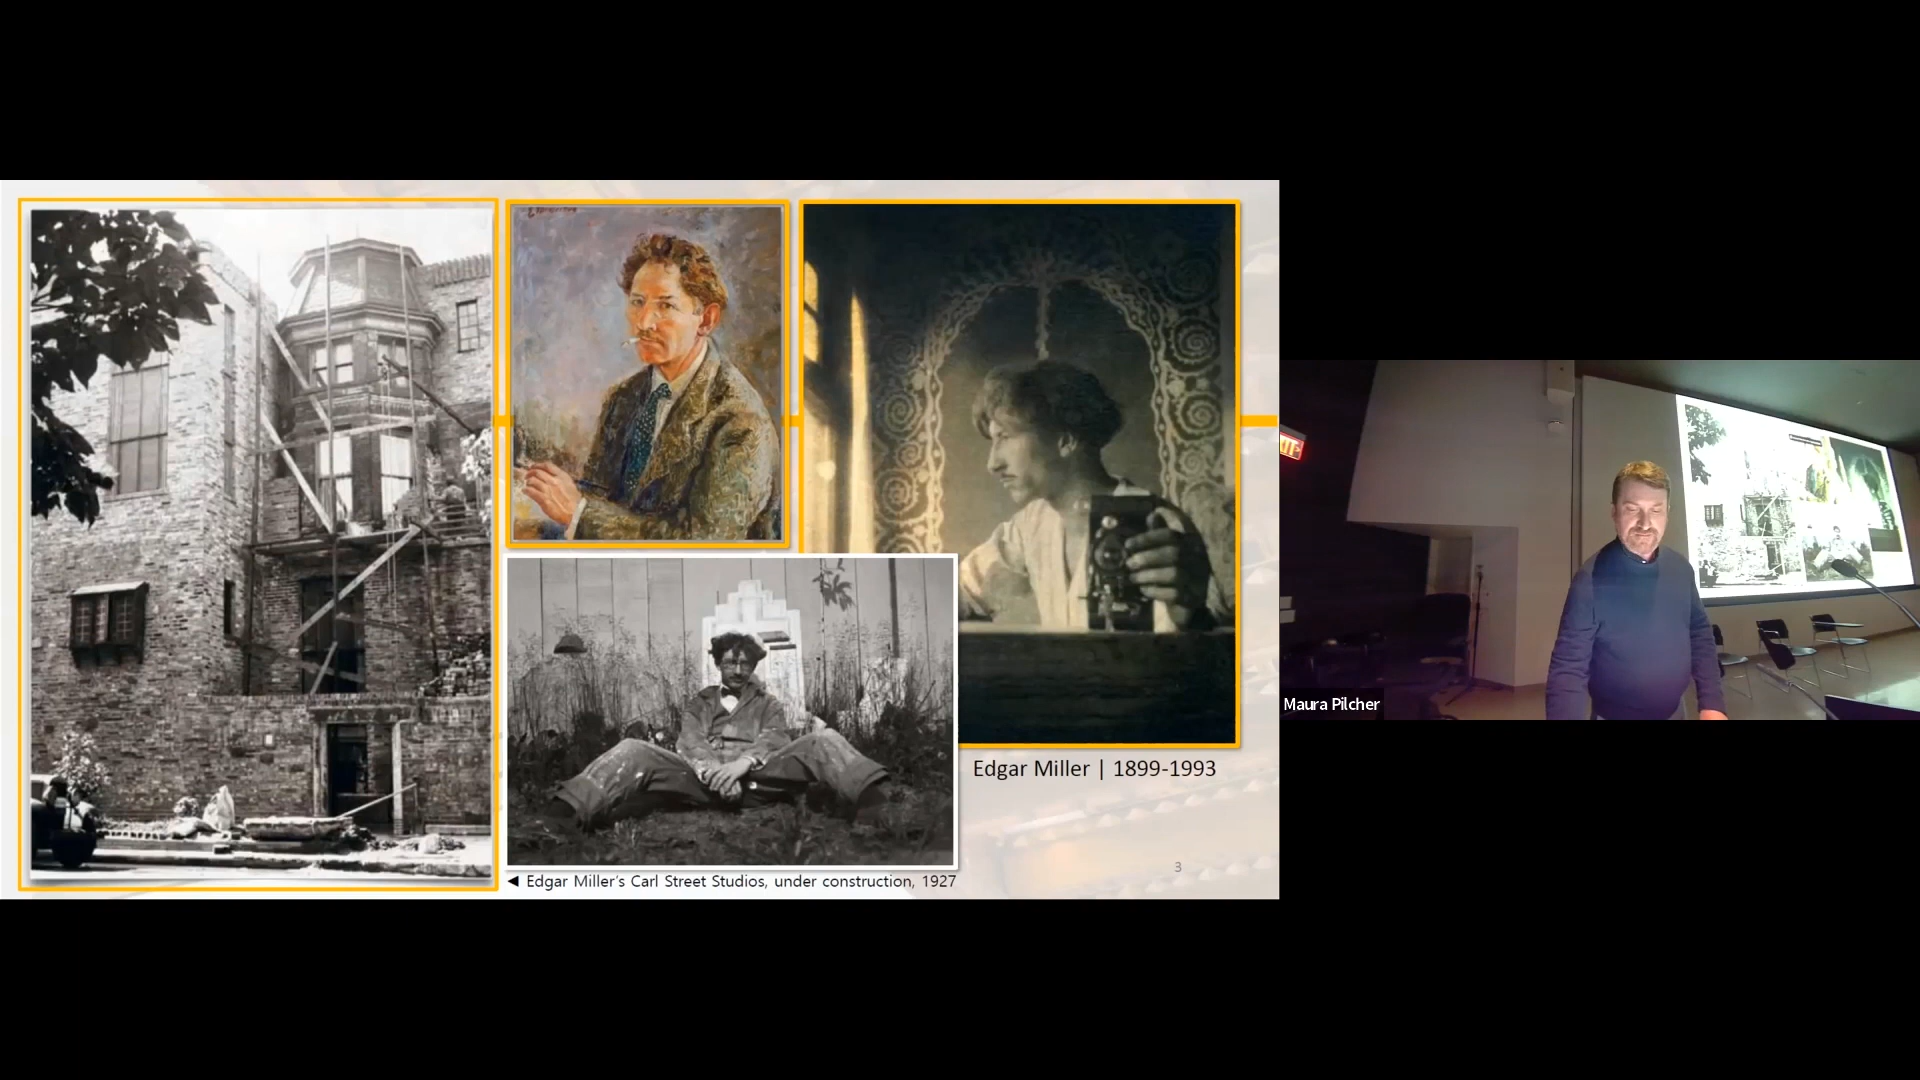 Edgar Miller | 1899-1993
◄ Edgar Miller's Carl Street Studios, under construction, 1927
3
Maura Pilcher